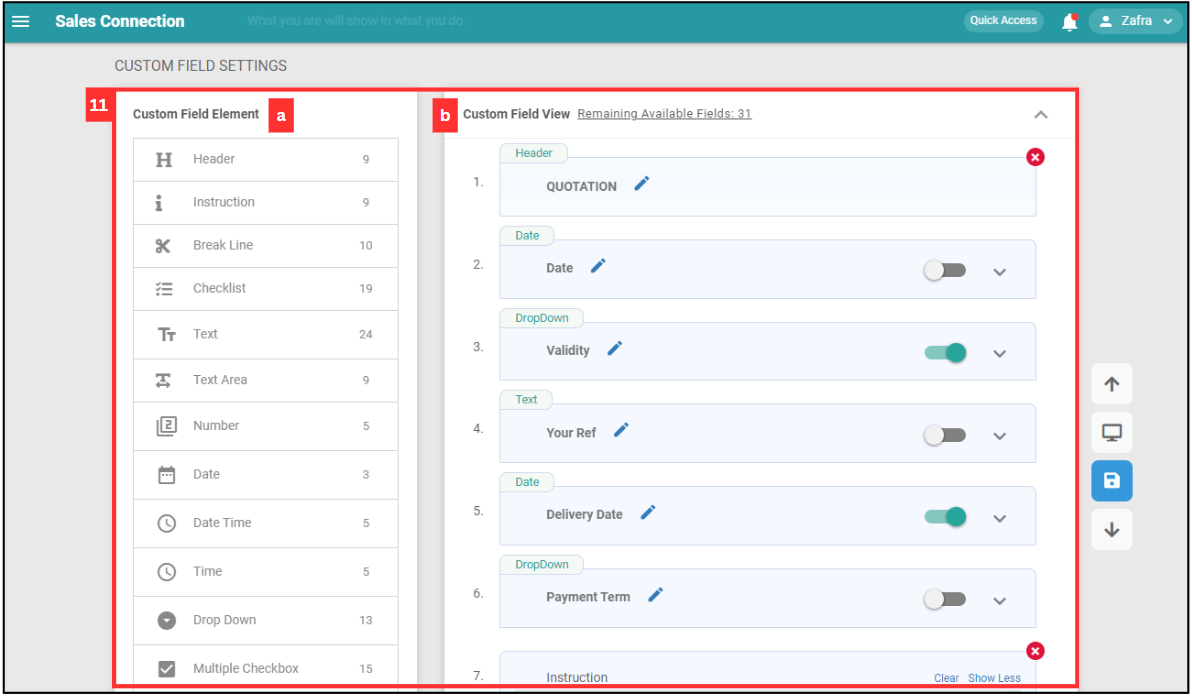 Sales Connection
What you are will show in what you do.
Quick Access
Zafra
CUSTOM FIELD SETTINGS
11
Custom Field Element
a
Header 9
Instruction 9
Break Line 10
Checklist 19
Text 24
Text Area 9
Number 5
Date 3
Date Time 5
Time 5
Drop Down 13
Multiple Checkbox 15
b
Custom Field View Remaining Available Fields: 31
Header
1. QUOTATION
Date
2. Date
DropDown
3. Validity
Text
4. Your Ref
Date
5. Delivery Date
DropDown
6. Payment Term
7. Instruction Clear Show Less